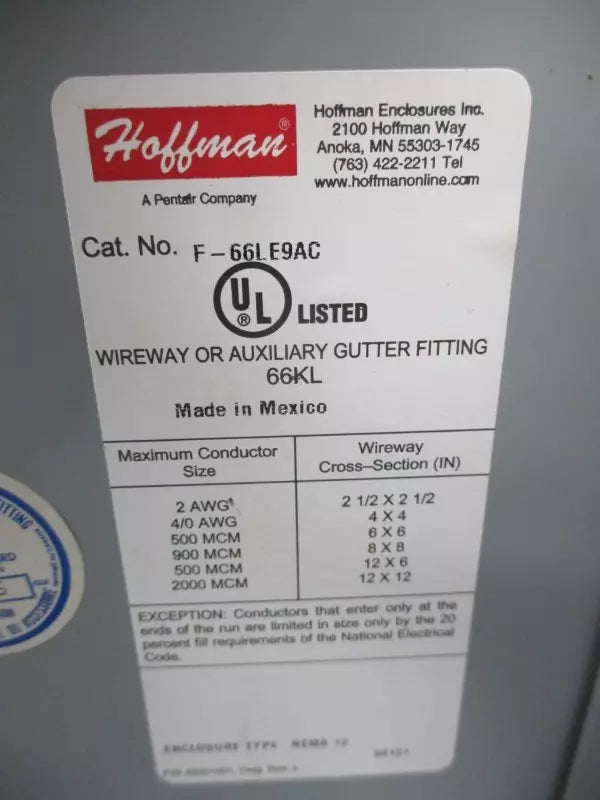 Hoffman®
A Pentair Company
Hoffman Enclosures Inc.
2100 Hoffman Way
Anoka, MN 55303-1745
(763) 422-2211 Tel
www.hoffmanonline.com
Cat. No. F-66LE9AC
UL® LISTED
WIREWAY OR AUXILIARY GUTTER FITTING
66KL
Made in Mexico
Maximum Conductor Size
Wireway Cross-Section (IN)
2 AWG 2 1/2 X 2 1/2
4/0 AWG 4 X 4
500 MCM 6 X 6
900 MCM 8 X 8
500 MCM 12 X 6
2000 MCM 12 X 12
EXCEPTION: Conductors that enter only at the
ends of the run are limited in size only by the 20
percent fill requirements of the National Electrical
Code.
ENCLOSURE TYPE NEMA 12
FITTING